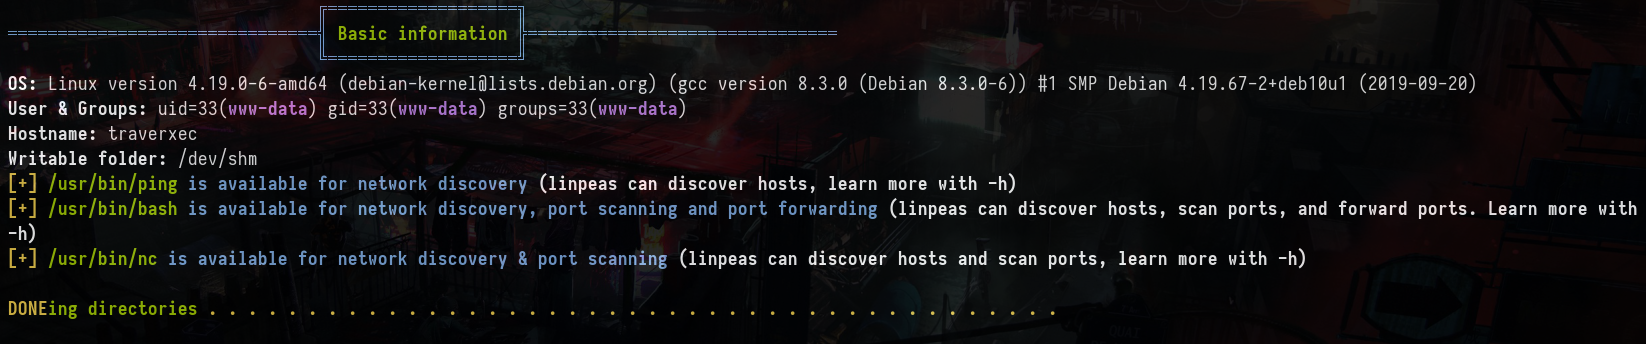 Basic information
OS: Linux version 4.19.0-6-amd64 (debian-kernel@lists.debian.org) (gcc version 8.3.0 (Debian 8.3.0-6)) #1 SMP Debian 4.19.67-2+deb10u1 (2019-09-20)
User & Groups: uid=33(www-data) gid=33(www-data) groups=33(www-data)
Hostname: traverxec
Writable folder: /dev/shm
[+] /usr/bin/ping is available for network discovery (linpeas can discover hosts, learn more with -h)
[+] /usr/bin/bash is available for network discovery, port scanning and port forwarding (linpeas can discover hosts, scan ports, and forward ports. Learn more with
-h)
[+] /usr/bin/nc is available for network discovery & port scanning (linpeas can discover hosts and scan ports, learn more with -h)
DONEing directories . . . . . . . . . . . . . . . . . . . . . . . . . . . . . . . . . . . . . . . . . . .